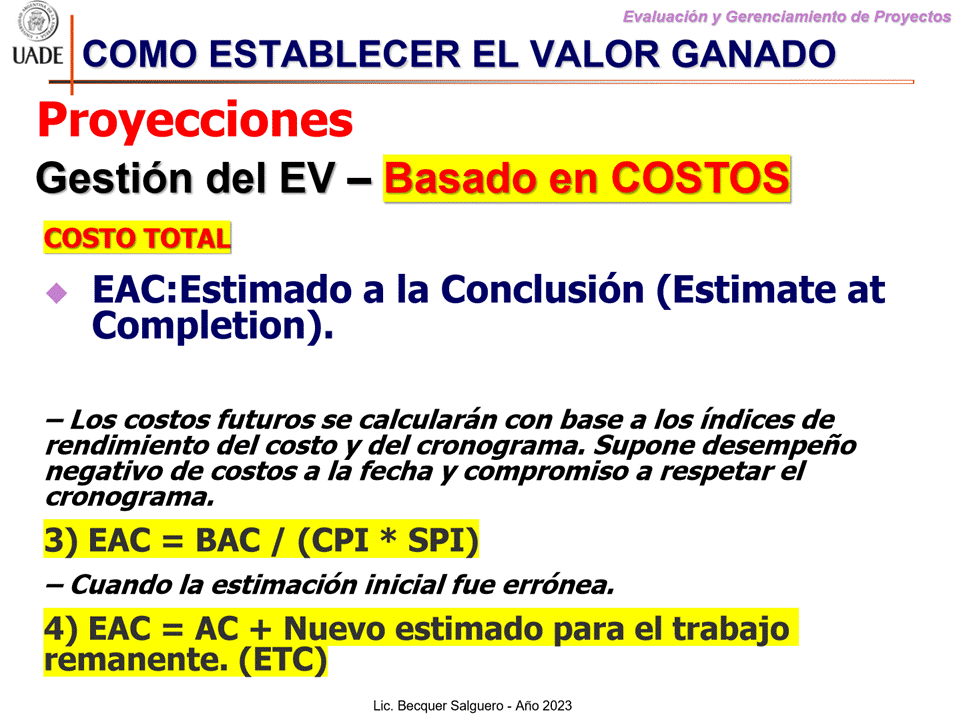 Evaluación y Gerenciamiento de Proyectos
UADE
COMO ESTABLECER EL VALOR GANADO
Proyecciones
Gestión del EV – Basado en COSTOS
COSTO TOTAL
EAC:Estimado a la Conclusión (Estimate at
Completion).
– Los costos futuros se calcularán con base a los índices de
rendimiento del costo y del cronograma. Supone desempeño
negativo de costos a la fecha y compromiso a respetar el
cronograma.
3) EAC = BAC / (CPI * SPI)
– Cuando la estimación inicial fue errónea.
4) EAC = AC + Nuevo estimado para el trabajo
remanente. (ETC)
Lic. Becquer Salguero - Año 2023